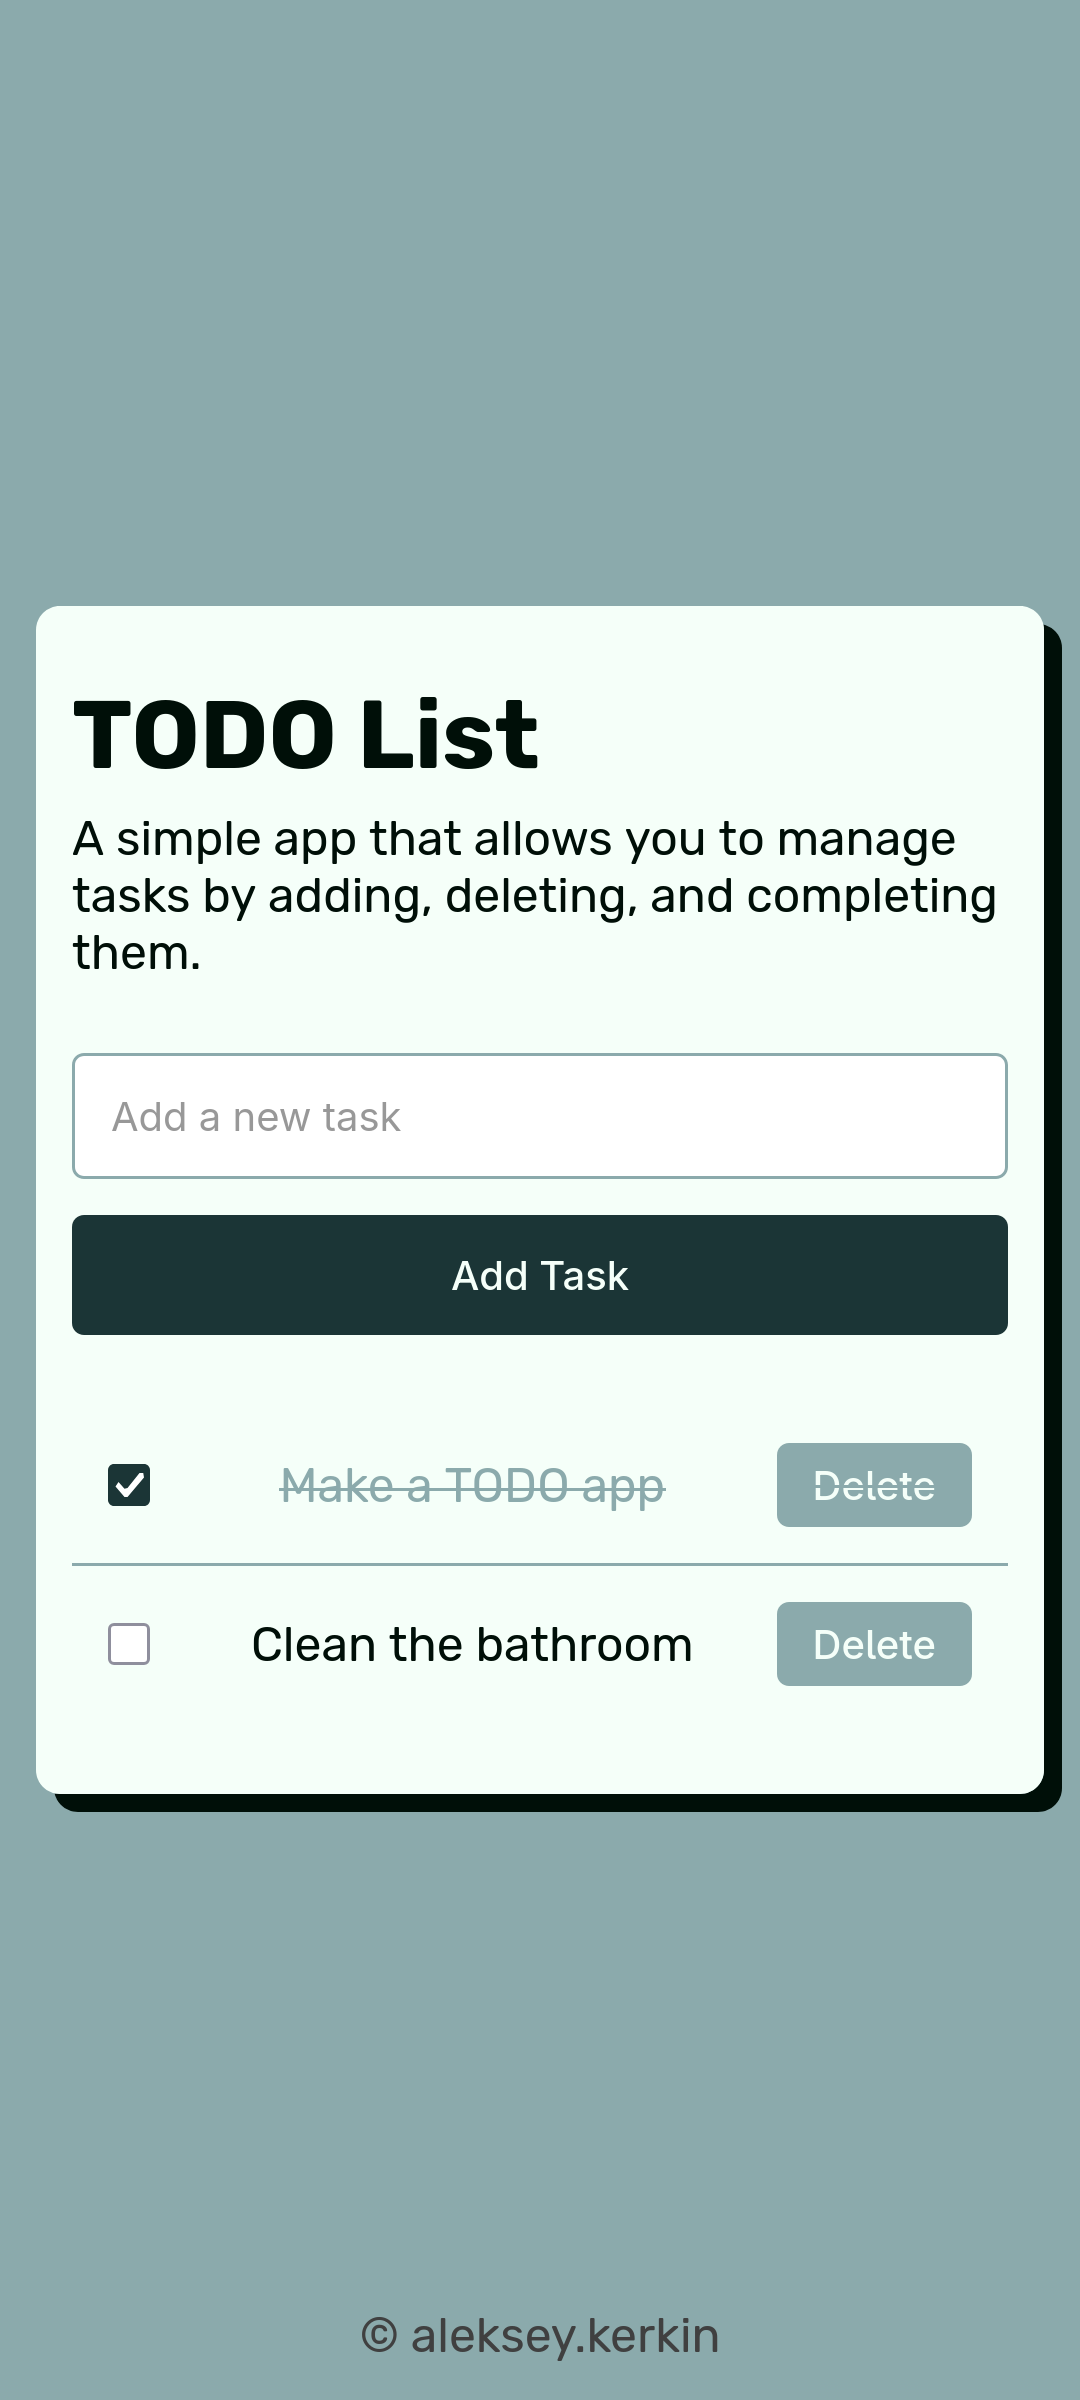 TODO List
A simple app that allows you to manage
tasks by adding, deleting, and completing
them.
Add a new task
Add Task
Make a TODO app Delete
Clean the bathroom Delete
© aleksey.kerkin